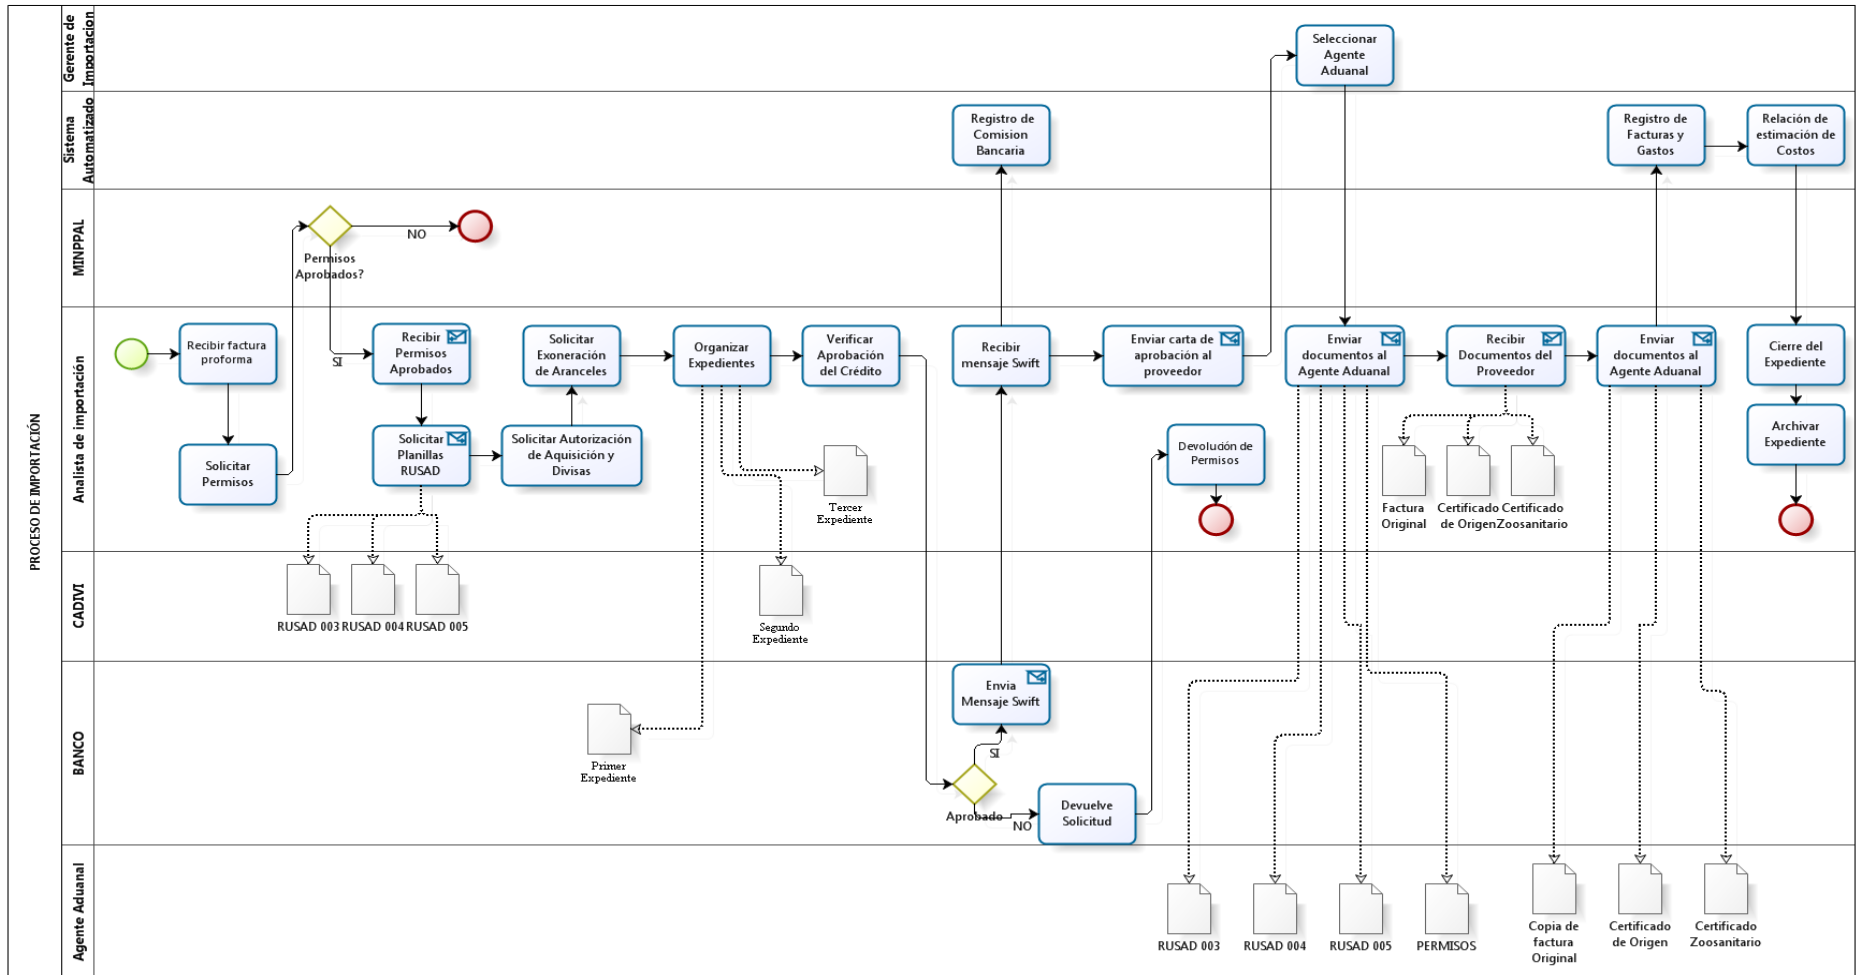 PROCESO DE IMPORTACIÓN
Gerente de
Importacion
Seleccionar
Agente
Aduanal
Sistema
Automatizado
Registro de
Comision
Bancaria
Registro de
Facturas y
Gastos
Relación de
estimación de
Costos
MINPPAL
Permisos
Aprobados?
NO
SI
Analista de importación
Recibir factura
proforma
Solicitar
Permisos
Recibir
Permisos
Aprobados
Solicitar
Planillas
RUSAD
Solicitar
Exoneración
de Aranceles
Solicitar Autorización
de Aquisición y
Divisas
Organizar
Expedientes
Verificar
Aprobación
del Crédito
Tercer
Expediente
Recibir
mensaje Swift
Enviar carta de
aprobación al
proveedor
Devolución de
Permisos
Enviar
documentos al
Agente Aduanal
Recibir
Documentos del
Proveedor
Factura
Original
Certificado
de Origen
Certificado
Zoosanitario
Enviar
documentos al
Agente Aduanal
Cierre del
Expediente
Archivar
Expediente
CADIVI
RUSAD 003
RUSAD 004
RUSAD 005
Segundo
Expediente
BANCO
Primer
Expediente
Envia
Mensaje Swift
SI
Aprobado
NO
Devuelve
Solicitud
Agente Aduanal
RUSAD 003
RUSAD 004
RUSAD 005
PERMISOS
Copia de
factura
Original
Certificado
de Origen
Certificado
Zoosanitario